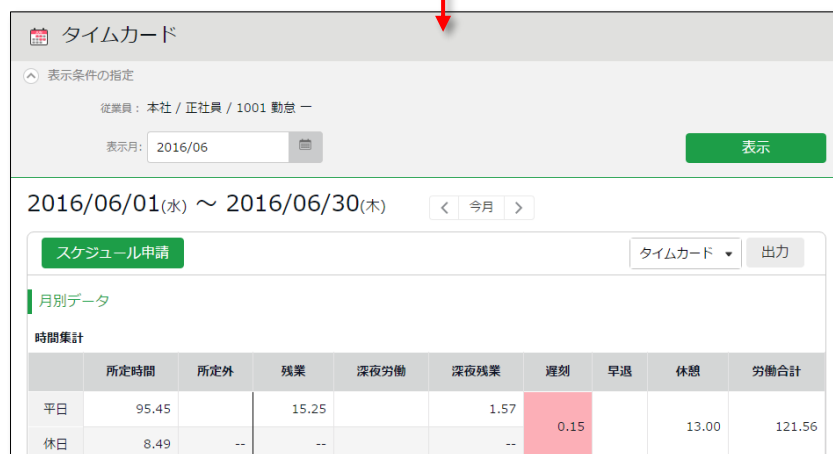 タイムカード
表示条件の指定
従業員： 本社 / 正社員 / 1001 勤怠 一
表示月: 2016/06 表示
2016/06/01(水) ～ 2016/06/30(木) < 今月 >
スケジュール申請 タイムカード 出力
月別データ
時間集計
所定時間 所定外 残業 深夜労働 深夜残業 遅刻 早退 休憩 労働合計
平日 95.45 15.25 1.57
0.15 13.00 121.56
休日 8.49 -- -- --